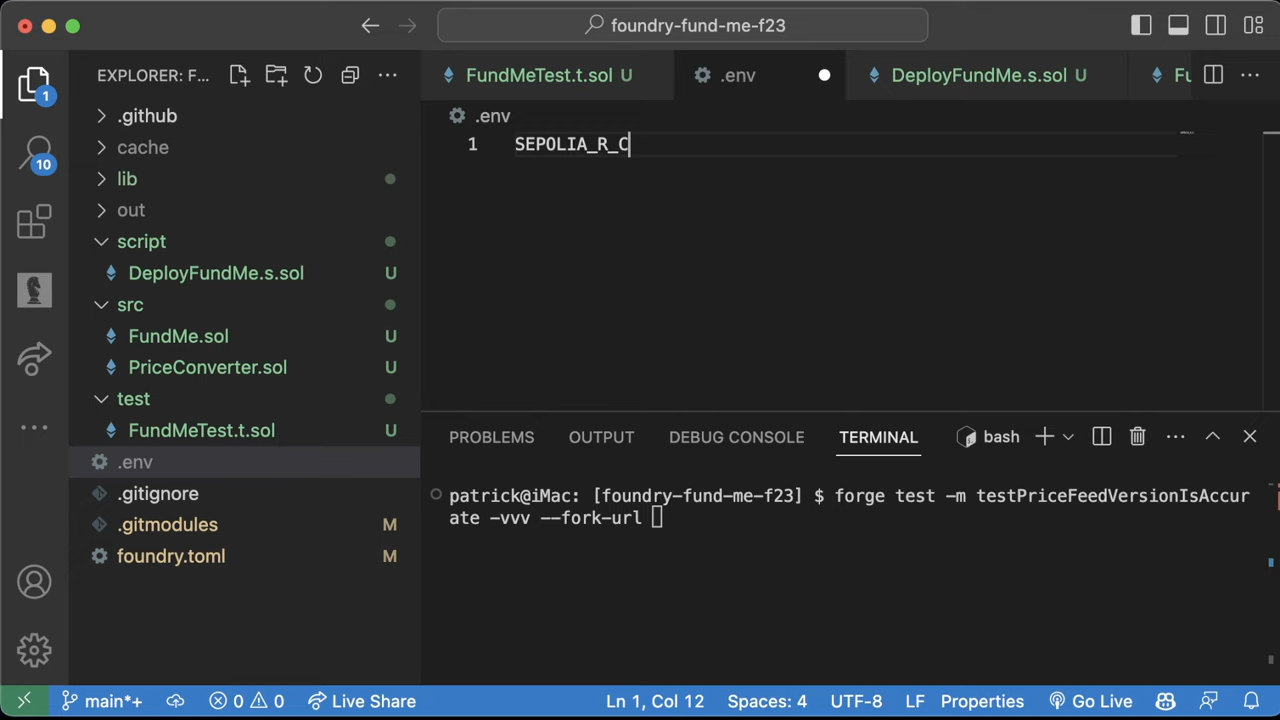 foundry-fund-me-f23
EXPLORER: F...
FundMeTest.t.sol U
.env
DeployFundMe.s.sol U
Fu
1
10
.github
cache
lib
out
script
DeployFundMe.s.sol U
src
FundMe.sol U
PriceConverter.sol U
test
FundMeTest.t.sol U
.env
.gitignore
.gitmodules M
foundry.toml M
.env
1 SEPOLIA_R_C
PROBLEMS OUTPUT DEBUG CONSOLE TERMINAL bash
patrick@iMac: [foundry-fund-me-f23] $ forge test -m testPriceFeedVersionIsAccur
ate -vvv --fork-url
main*+ 0 0 Live Share Ln 1, Col 12 Spaces: 4 UTF-8 LF Properties Go Live